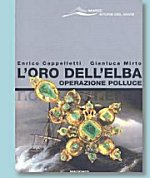 Enrico Cappelletti Gianluca Mirto
L'ORO DELL'ELBA
OPERAZIONE POLLUCE